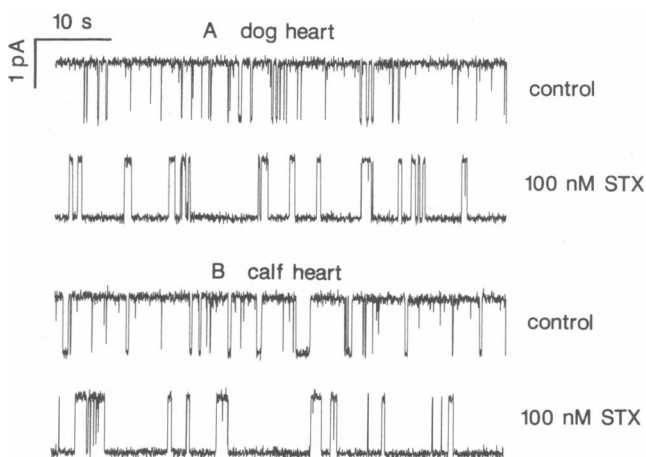 10 s
1 pA
A dog heart
control
100 nM STX
B calf heart
control
100 nM STX